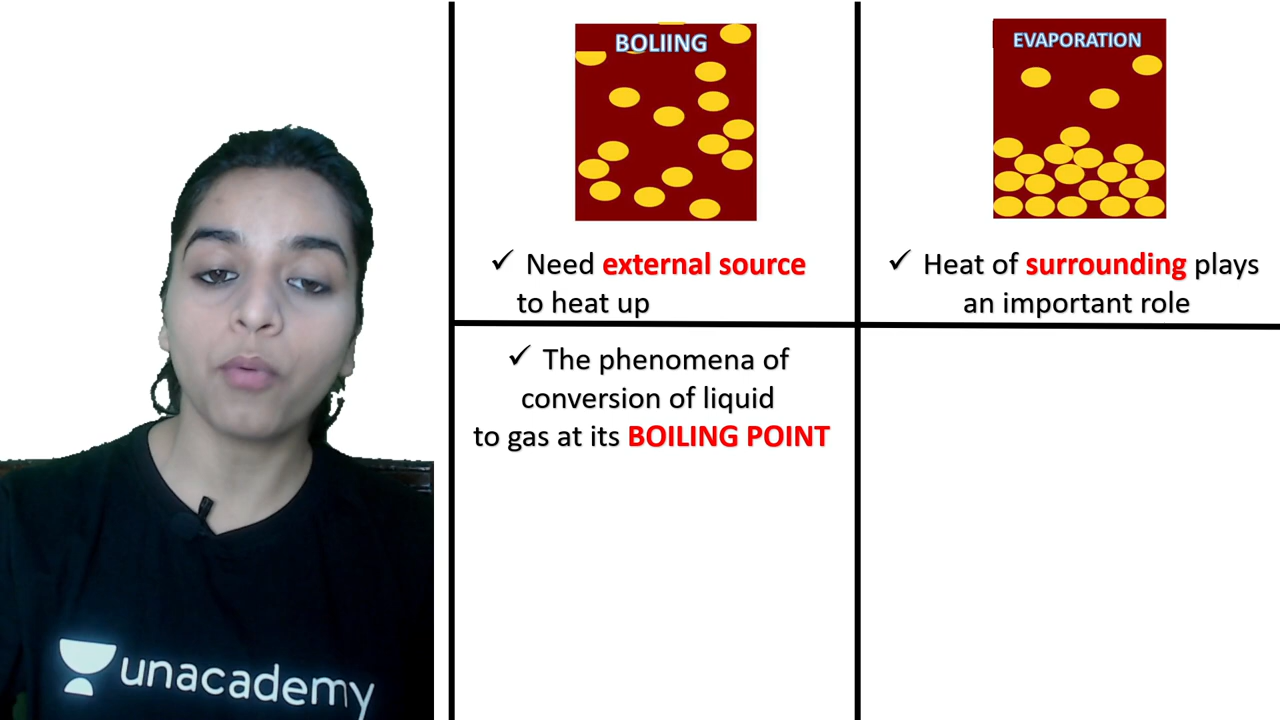 BOLIING
EVAPORATION
✓ Need external source
to heat up
✓ Heat of surrounding plays
an important role
✓ The phenomena of
conversion of liquid
to gas at its BOILING POINT
unacademy